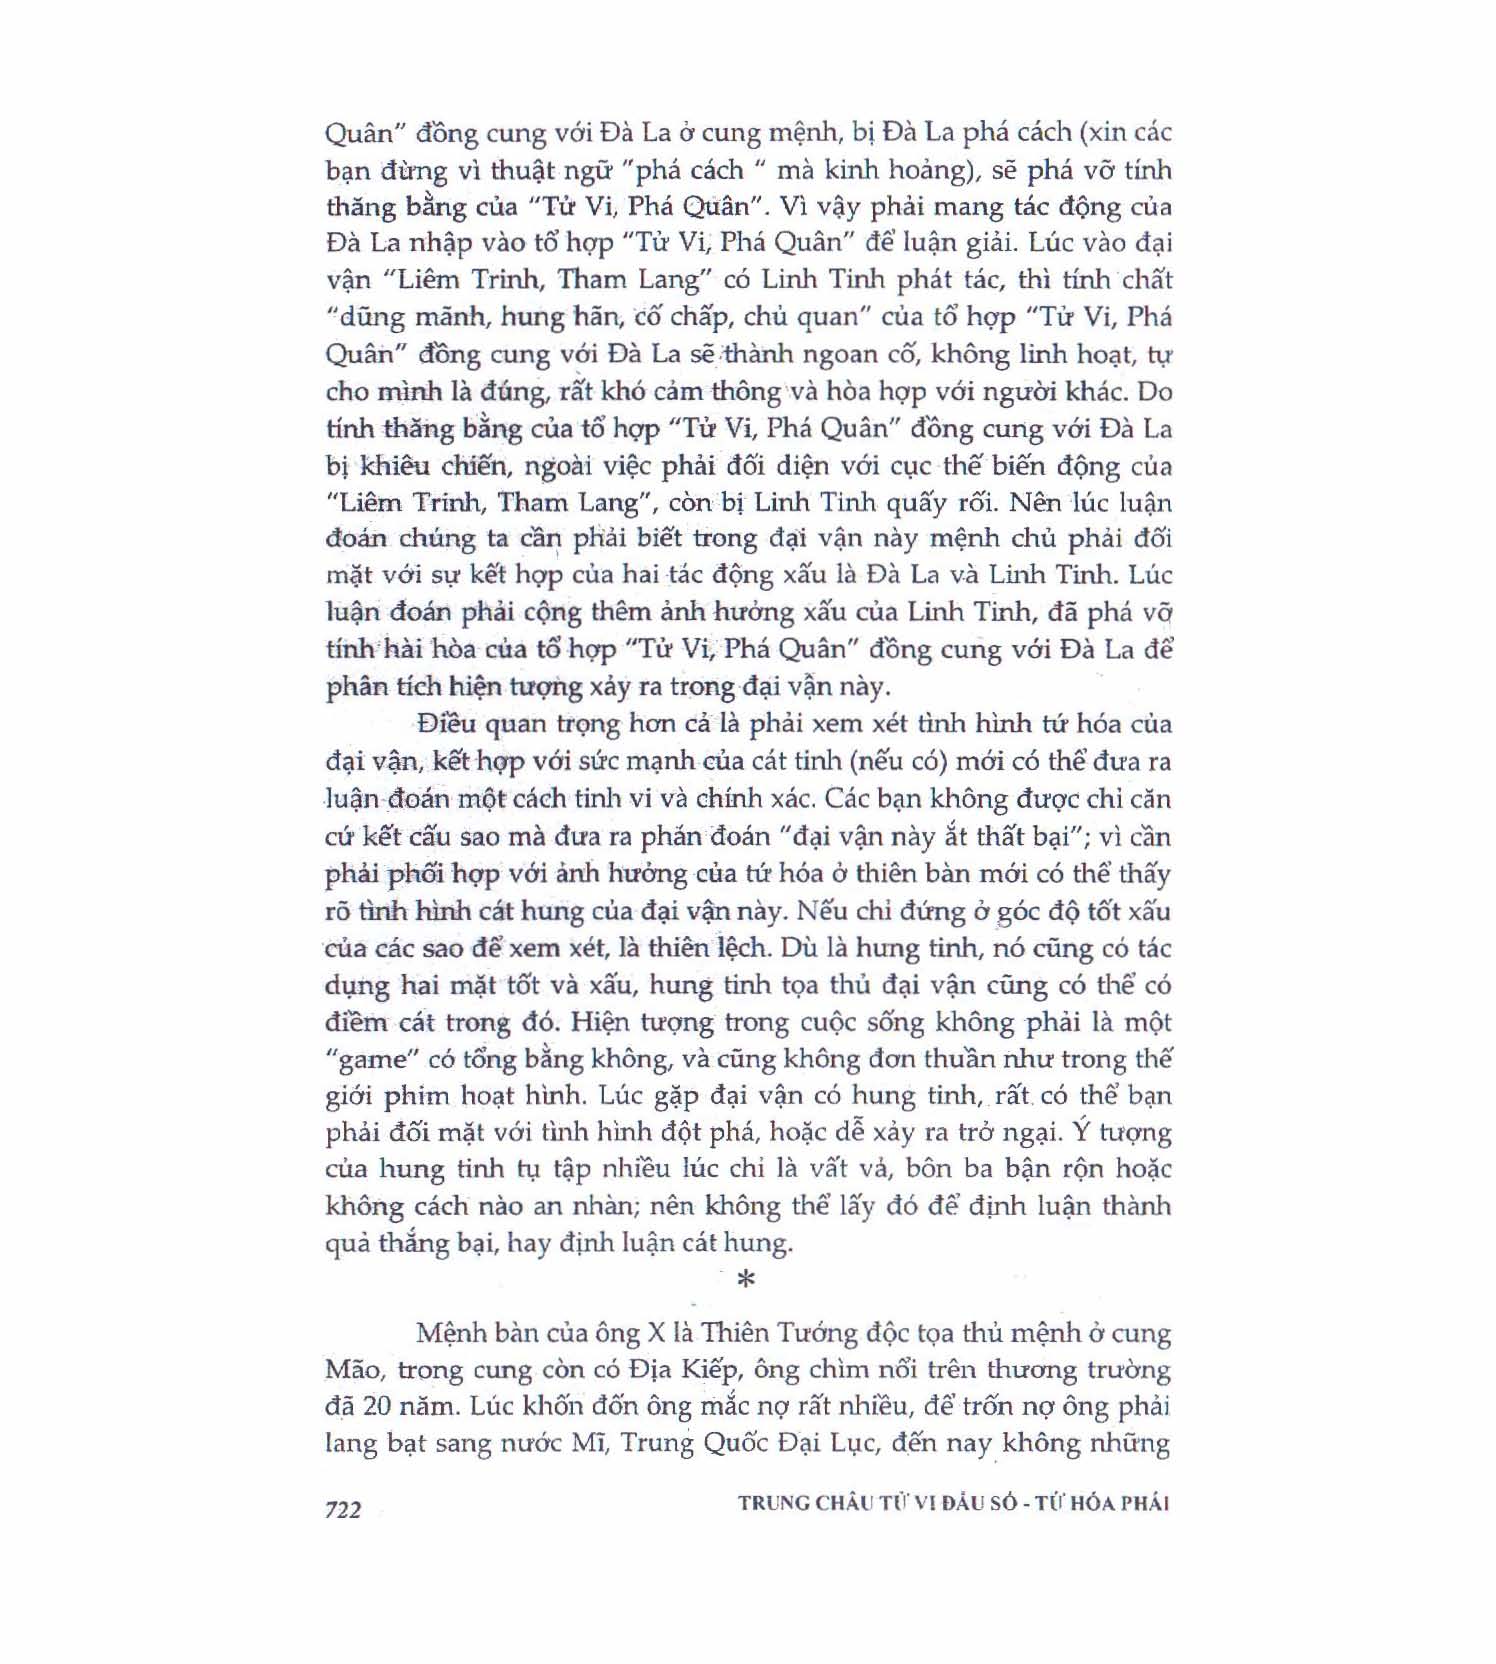 Quân" đồng cung với Đà La ở cung mệnh, bị Đà La phá cách (xin các
bạn đừng vì thuật ngữ "phá cách " mà kinh hoảng), sẽ phá vỡ tính
thăng bằng của "Tử Vi, Phá Quân". Vì vậy phải mang tác động của
Đà La nhập vào tổ hợp "Tử Vi, Phá Quân" để luận giải. Lúc vào đại
vận "Liêm Trinh, Tham Lang" có Linh Tinh phát tác, thì tính chất
"dũng mãnh, hung hãn, cố chấp, chủ quan" của tổ hợp "Tử Vi, Phá
Quân" đồng cung với Đà La sẽ thành ngoan cố, không linh hoạt, tự
cho mình là đúng, rất khó cảm thông và hòa hợp với người khác. Do
tính thăng bằng của tổ hợp "Tử Vi, Phá Quân" đồng cung với Đà La
bị khiêu chiến, ngoài việc phải đối diện với cục thế biến động của
"Liêm Trinh, Tham Lang", còn bị Linh Tinh quấy rối. Nên lúc luận
đoán chúng ta cần phải biết trong đại vận này mệnh chủ phải đối
mặt với sự kết hợp của hai tác động xấu là Đà La và Linh Tinh. Lúc
luận đoán phải cộng thêm ảnh hưởng xấu của Linh Tinh, đã phá vỡ
tính hài hòa của tổ hợp "Tử Vi, Phá Quân" đồng cung với Đà La để
phân tích hiện tượng xảy ra trong đại vận này.
Điều quan trọng hơn cả là phải xem xét tình hình tứ hóa của
đại vận, kết hợp với sức mạnh của cát tinh (nếu có) mới có thể đưa ra
luận đoán một cách tinh vi và chính xác. Các bạn không được chỉ căn
cứ kết cấu sao mà đưa ra phán đoán "đại vận này ắt thất bại"; vì cần
phải phối hợp với ảnh hưởng của tứ hóa ở thiên bàn mới có thể thấy
rõ tình hình cát hung của đại vận này. Nếu chỉ đứng ở góc độ tốt xấu
của các sao để xem xét, là thiên lệch. Dù là hung tinh, nó cũng có tác
dụng hai mặt tốt và xấu, hung tinh tọa thủ đại vận cũng có thể có
điềm cát trong đó. Hiện tượng trong cuộc sống không phải là một
"game" có tổng bằng không, và cũng không đơn thuần như trong thế
giới phim hoạt hình. Lúc gặp đại vận có hung tinh, rất có thể bạn
phải đối mặt với tình hình đột phá, hoặc dễ xảy ra trở ngại. Ý tượng
của hung tinh tụ tập nhiều lúc chỉ là vất vả, bôn ba bận rộn hoặc
không cách nào an nhàn; nên không thể lấy đó để định luận thành
quả thắng bại, hay định luận cát hung.
*
Mệnh bàn của ông X là Thiên Tướng độc tọa thủ mệnh ở cung
Mão, trong cung còn có Địa Kiếp, ông chìm nổi trên thương trường
đã 20 năm. Lúc khốn đốn ông mắc nợ rất nhiều, để trốn nợ ông phải
lang bạt sang nước Mĩ, Trung Quốc Đại Lục, đến nay không những
722 TRUNG CHÂU TỬ VI ĐẨU SỐ - TỨ HÓA PHÁI